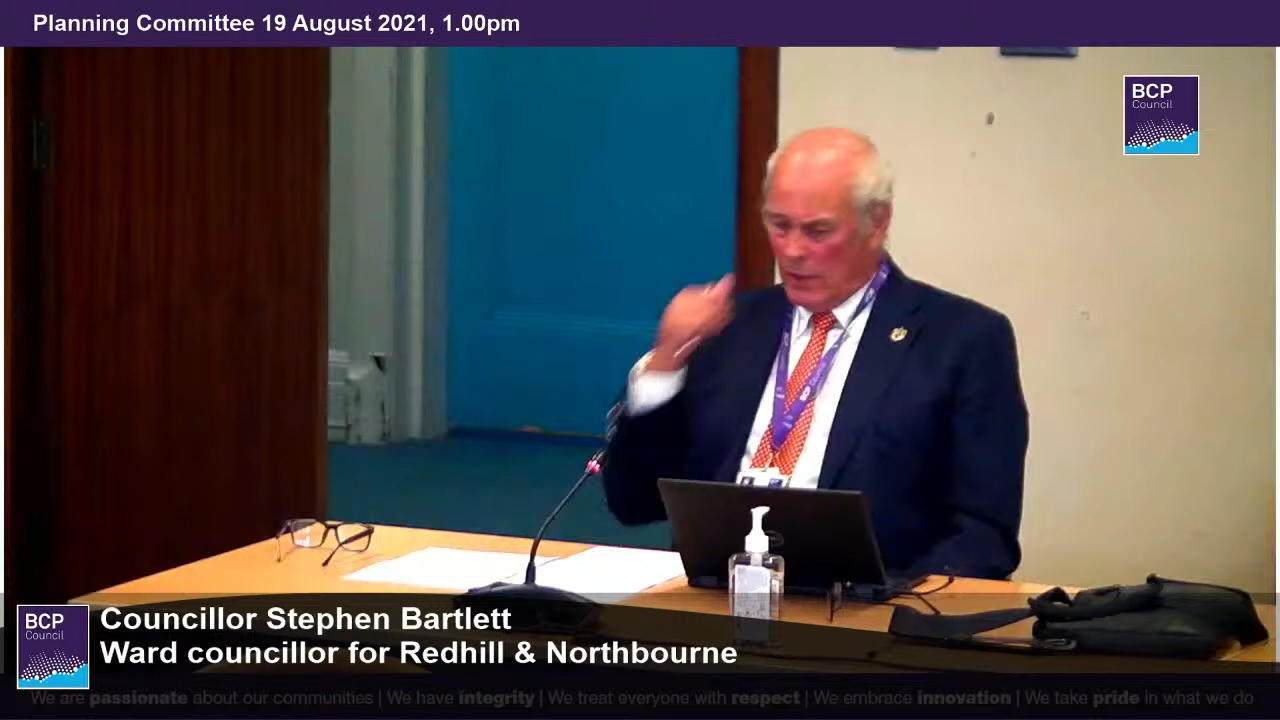 Planning Committee 19 August 2021, 1.00pm
BCP
Council
BCP
Council
Councillor Stephen Bartlett
Ward councillor for Redhill & Northbourne
We are passionate about our communities | We have integrity | We treat everyone with respect | We embrace innovation | We take pride in what we do